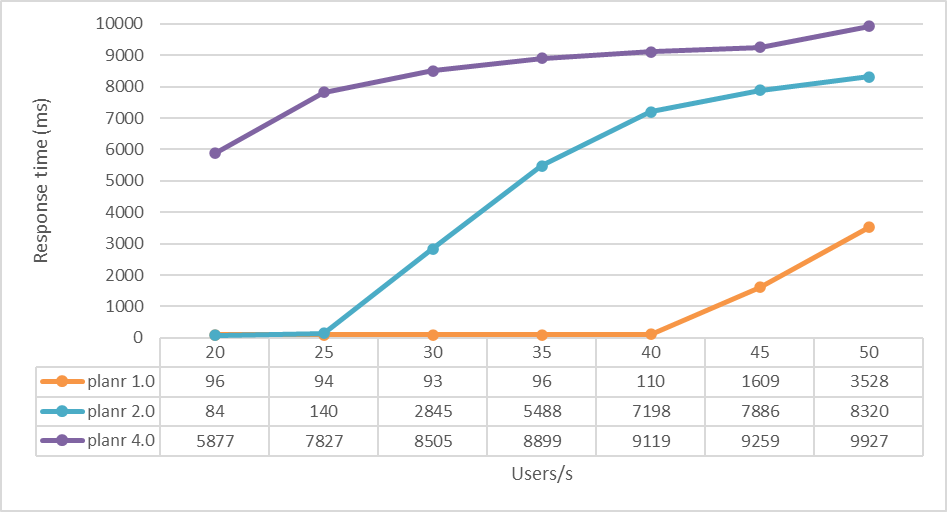 10000
9000
8000
7000
6000
5000
4000
3000
2000
1000
0
Response time (ms)
20 25 30 35 40 45 50
planr 1.0 96 94 93 96 110 1609 3528
planr 2.0 84 140 2845 5488 7198 7886 8320
planr 4.0 5877 7827 8505 8899 9119 9259 9927
Users/s